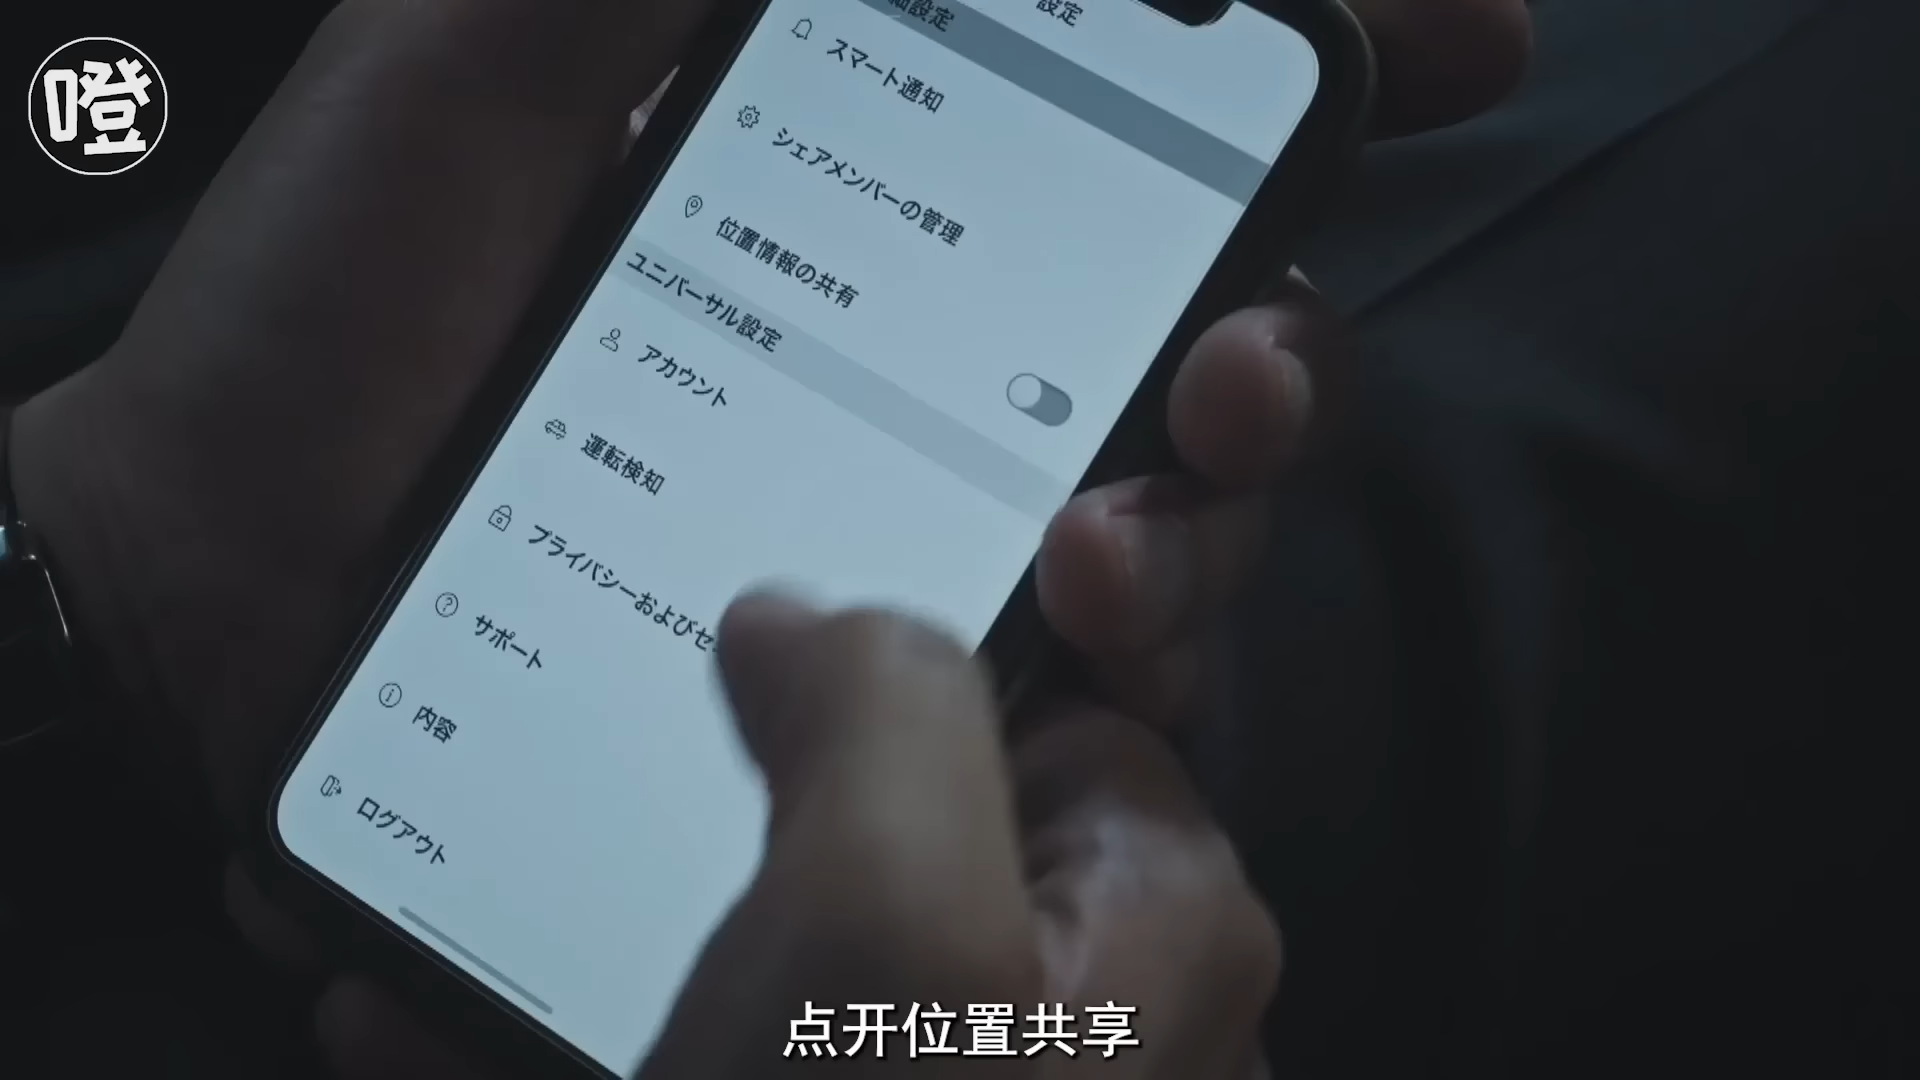 噔
設定
細設定
スマート通知
シェアメンバーの管理
位置情報の共有
ユニバーサル設定
アカウント
運転検知
プライバシーおよびセ
サポート
内容
ログアウト
点开位置共享